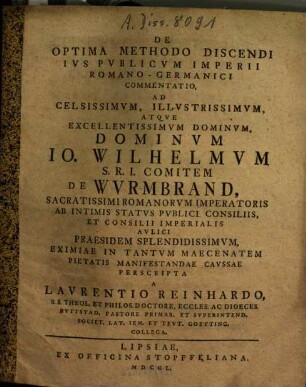 A. Diss. 8091
DE
OPTIMA METHODO DISCENDI
IVS PVBLICVM IMPERII
ROMANO-GERMANICI
COMMENTATIO,
AD
CELSISSIMVM, ILLVSTRISSIMVM,
ATQVE
EXCELLENTISSIMVM DOMINVM,
DOMINVM
IO. WILHELMVM
S. R. I. COMITEM
DE WVRMBRAND,
SACRATISSIMI ROMANORVM IMPERATORIS
AB INTIMIS STATVS PVBLICI CONSILIIS,
ET CONSILII IMPERIALIS
AVLICI
PRAESIDEM SPLENDIDISSIMVM,
EXIMIAE IN TANTVM MAECENATEM
PIETATIS MANIFESTANDAE CAVSSAE
PERSCRIPTA
A
LAVRENTIO REINHARDO,
SS THEOL. ET PHILOS. DOCTORE, ECCLES. AC DIOECES.
BVTISTAD. PASTORE PRIMAR. ET SVPERINTEND.
SOCIET. LAT. IEN. ET TEVT. GOETTING.
COLLEGA.
LIPSIAE,
EX OFFICINA STOPFFELIANA,
MDCCL.